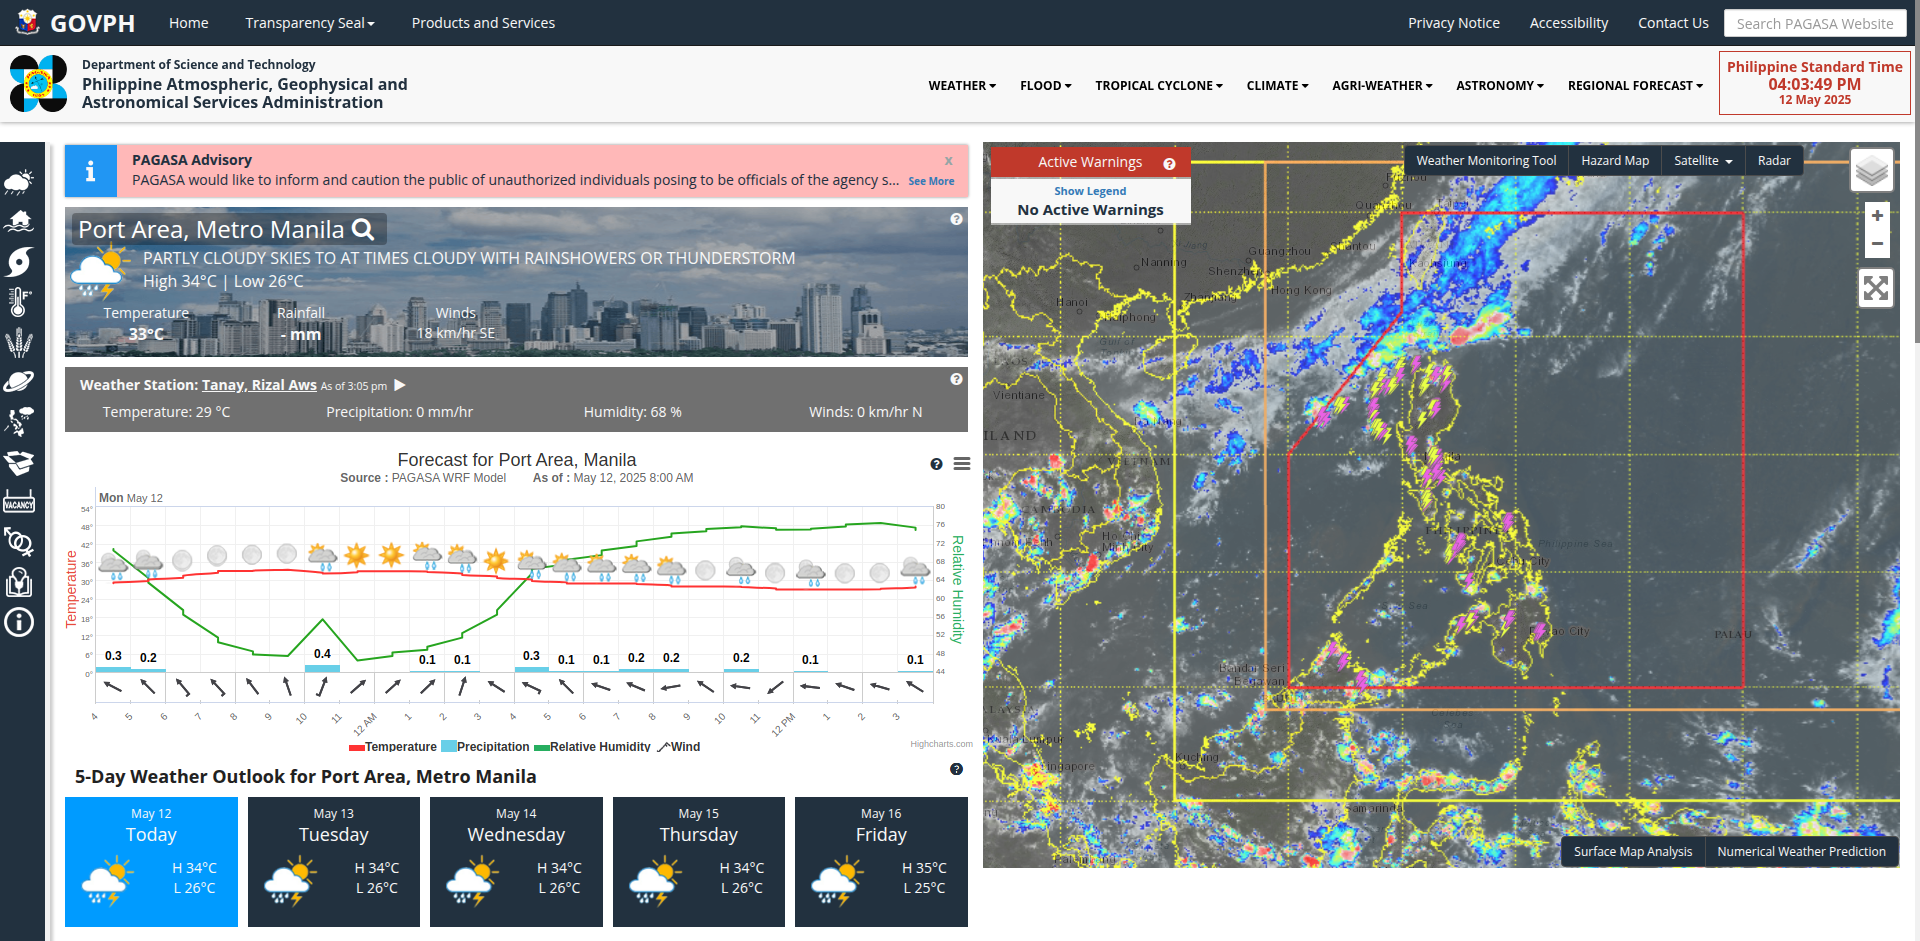 GOVPH
Home
Transparency Seal
Products and Services
Privacy Notice
Accessibility
Contact Us
Search PAGASA Website
Department of Science and Technology
Philippine Atmospheric, Geophysical and
Astronomical Services Administration
WEATHER
FLOOD
TROPICAL CYCLONE
CLIMATE
AGRI-WEATHER
ASTRONOMY
REGIONAL FORECAST
Philippine Standard Time
04:03:49 PM
12 May 2025
PAGASA Advisory
x
PAGASA would like to inform and caution the public of unauthorized individuals posing to be officials of the agency s... See More
Port Area, Metro Manila
PARTLY CLOUDY SKIES TO AT TIMES CLOUDY WITH RAINSHOWERS OR THUNDERSTORM
High 34°C | Low 26°C
Temperature
33°C
Rainfall
- mm
Winds
18 km/hr SE
Weather Station: Tanay, Rizal Aws As of 3:05 pm
Temperature: 29 °C
Precipitation: 0 mm/hr
Humidity: 68 %
Winds: 0 km/hr N
Forecast for Port Area, Manila
Source : PAGASA WRF Model As of : May 12, 2025 8:00 AM
Mon May 12
Temperature
54°
48°
42°
36°
30°
24°
18°
12°
6°
0°
80
76
72
68
64
60
56
52
48
44
Relative Humidity
0.3
0.2
0.4
0.1
0.1
0.3
0.1
0.1
0.2
0.2
0.2
0.1
0.1
4
5
6
7
8
9
10
11
12 AM
1
2
3
4
5
6
7
8
9
10
11
12 PM
1
2
3
Temperature
Precipitation
Relative Humidity
Wind
Highcharts.com
5-Day Weather Outlook for Port Area, Metro Manila
May 12
Today
H 34°C
L 26°C
May 13
Tuesday
H 34°C
L 26°C
May 14
Wednesday
H 34°C
L 26°C
May 15
Thursday
H 34°C
L 26°C
May 16
Friday
H 35°C
L 25°C
VACANCY
Active Warnings
Show Legend
No Active Warnings
Weather Monitoring Tool
Hazard Map
Satellite
Radar
+
−
Nanning
Guangzhou
Hong Kong
Hanoi
Vientiane
VIETNAM
Philippine Sea
PALAU
Bandar Seri
Begawan
Kuching
Samarinda
Surface Map Analysis
Numerical Weather Prediction